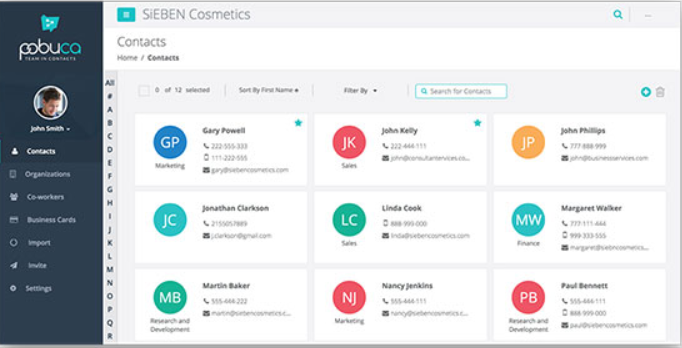 SiEBEN Cosmetics
pobuca
TEAM IN CONTACTS
John Smith
Contacts
Organizations
Co-workers
Business Cards
Import
Invite
Settings
Contacts
Home / Contacts
All
#
A
B
C
D
E
F
G
H
I
J
K
L
M
N
O
P
Q
R
0 of 12 selected
Sort By First Name
Filter By
Search for Contacts
GP
Marketing
Gary Powell
222-555-333
111-222-555
gary@siebencosmetics.com
JK
Sales
John Kelly
222-444-111
john@consultantervices.co...
JP
John Phillips
777-888-999
john@businesservices.com
JC
Jonathan Clarkson
2155057889
j.clarkson@gmail.com
LC
Sales
Linda Cook
888-999-000
linda@siebencosmetics.com
MW
Finance
Margaret Walker
777-111-444
999-333-555
margaret@siebncosmetics...
MB
Research and
Development
Martin Baker
555-444-222
martin@siebencosmetics.c...
NJ
Marketing
Nancy Jenkins
555-444-111
nancy@siebencosmetics.c...
PB
Research and
Development
Paul Bennett
555-444-111
888-999-000
paul@siebencosmetics.com